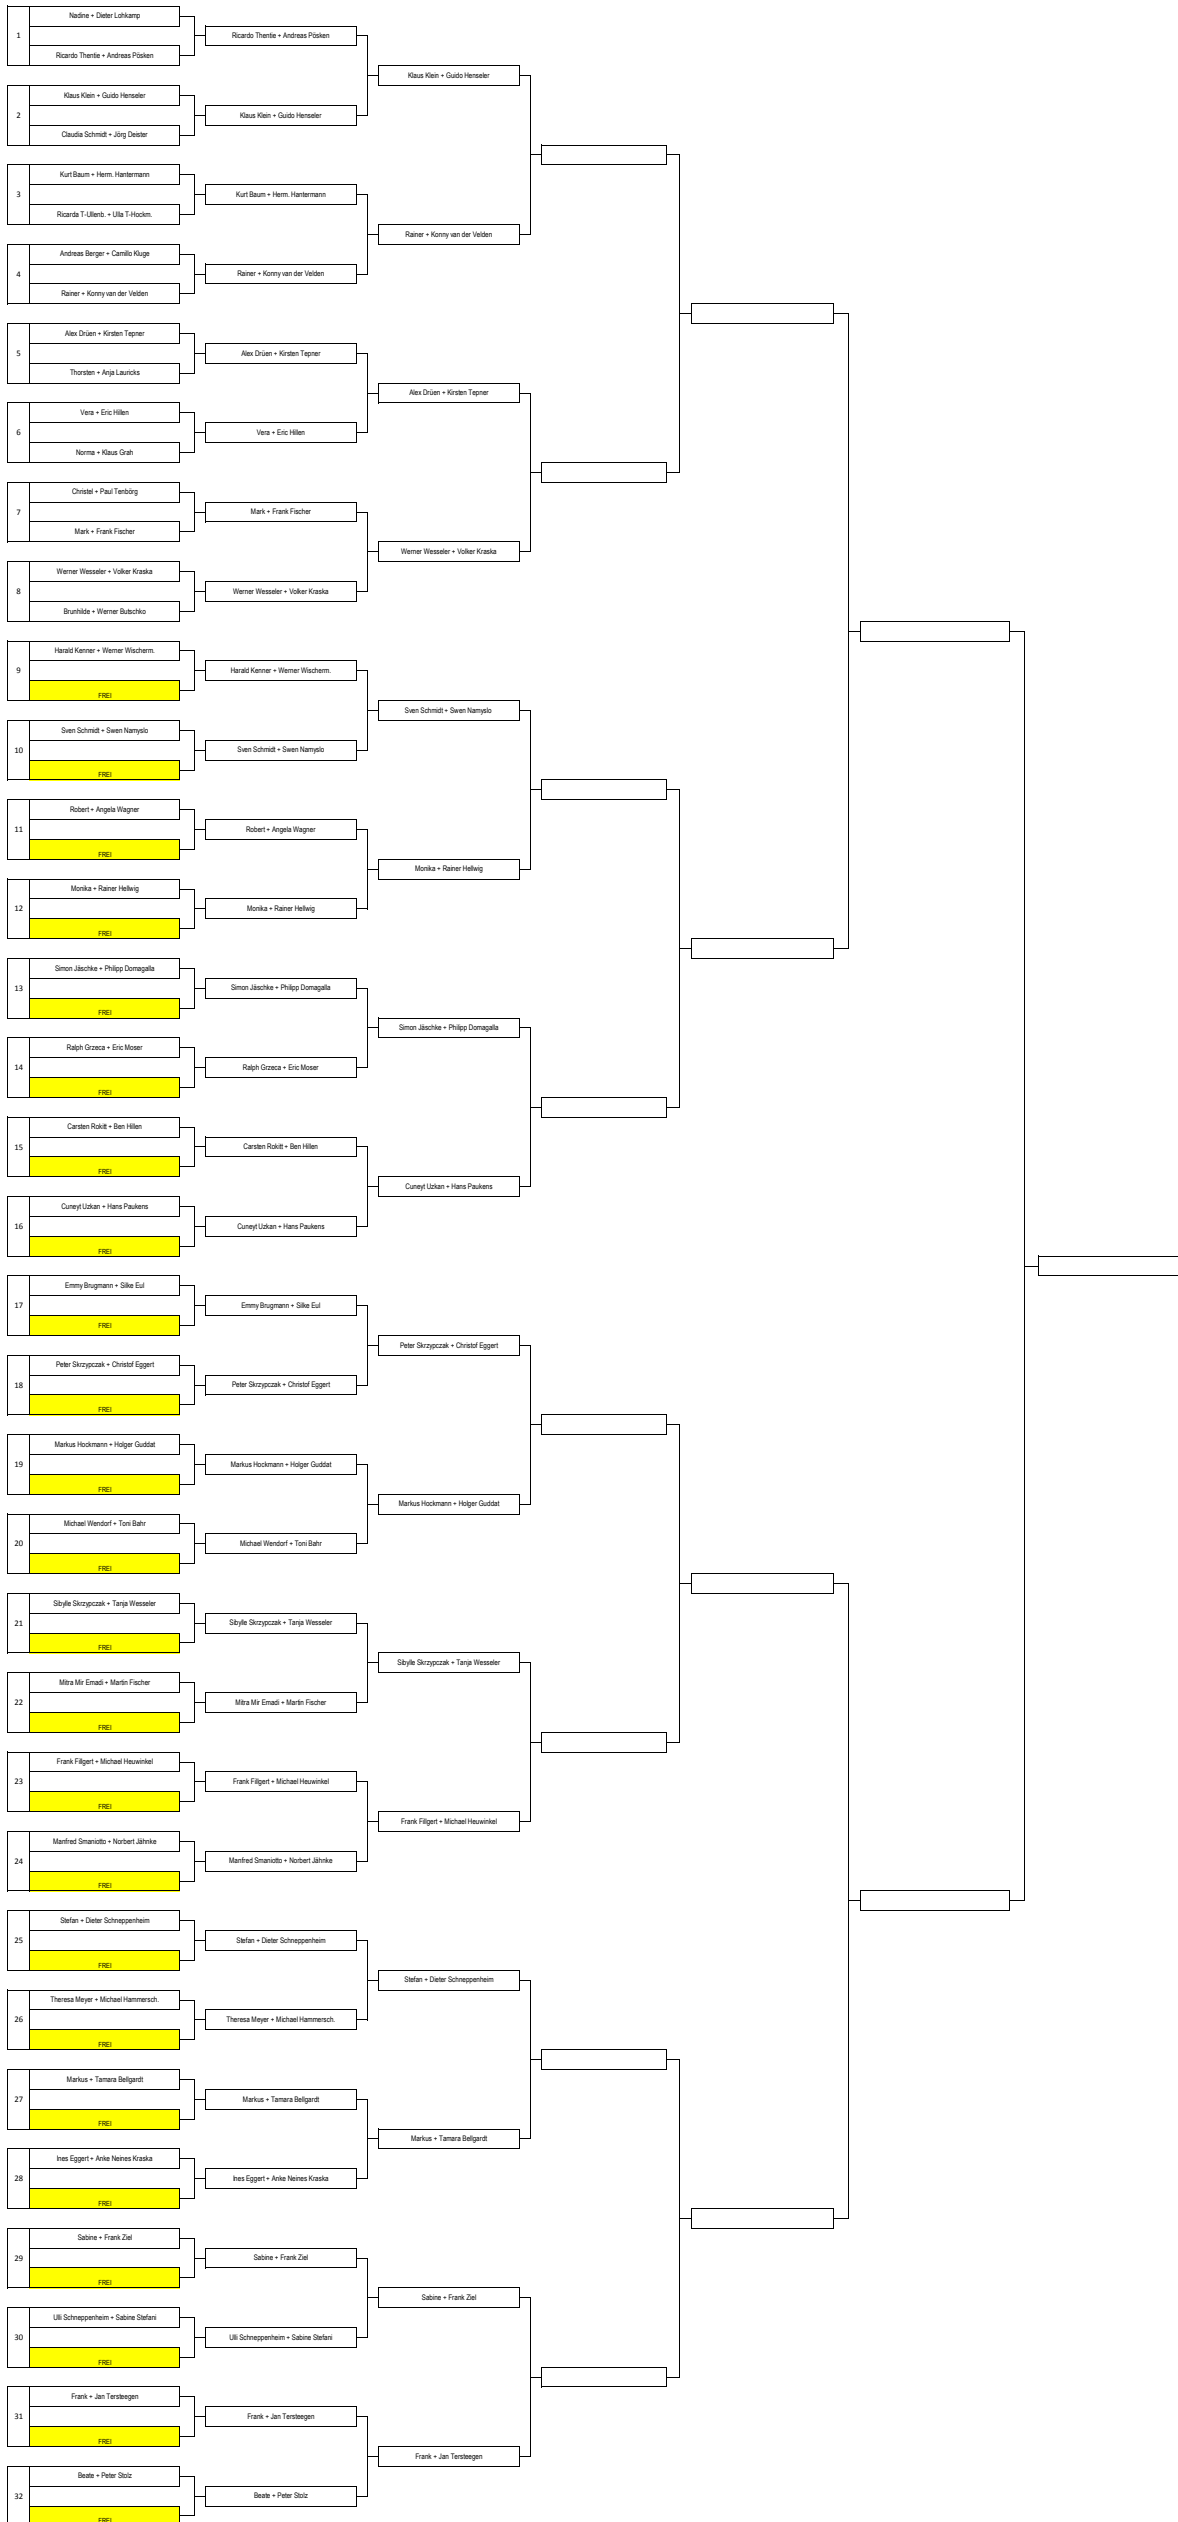 Nadine + Dieter Lohkamp
1
Ricardo Thentie + Andreas Pösken
Ricardo Thentie + Andreas Pösken
Klaus Klein + Guido Henseler
Klaus Klein + Guido Henseler
2
Klaus Klein + Guido Henseler
Claudia Schmidt + Jörg Deister
Kurt Baum + Herm. Hantermann
3
Kurt Baum + Herm. Hantermann
Ricarda T-Ullenb. + Ulla T-Hockm.
Rainer + Konny van der Velden
Andreas Berger + Camillo Kluge
4
Rainer + Konny van der Velden
Rainer + Konny van der Velden
Alex Drüen + Kirsten Tepner
5
Alex Drüen + Kirsten Tepner
Thorsten + Anja Lauricks
Alex Drüen + Kirsten Tepner
Vera + Eric Hillen
6
Vera + Eric Hillen
Norma + Klaus Grah
Christel + Paul Tenbörg
7
Mark + Frank Fischer
Mark + Frank Fischer
Werner Wesseler + Volker Kraska
Werner Wesseler + Volker Kraska
8
Werner Wesseler + Volker Kraska
Brunhilde + Werner Butschko
Harald Kenner + Werner Wischerm.
9
Harald Kenner + Werner Wischerm.
FREI
Sven Schmidt + Swen Namyslo
Sven Schmidt + Swen Namyslo
10
Sven Schmidt + Swen Namyslo
FREI
Robert + Angela Wagner
11
Robert + Angela Wagner
FREI
Monika + Rainer Hellwig
Monika + Rainer Hellwig
12
Monika + Rainer Hellwig
FREI
Simon Jäschke + Philipp Domagalla
13
Simon Jäschke + Philipp Domagalla
FREI
Simon Jäschke + Philipp Domagalla
Ralph Grzeca + Eric Moser
14
Ralph Grzeca + Eric Moser
FREI
Carsten Rokitt + Ben Hillen
15
Carsten Rokitt + Ben Hillen
FREI
Cuneyt Uzkan + Hans Paukens
Cuneyt Uzkan + Hans Paukens
16
Cuneyt Uzkan + Hans Paukens
FREI
Emmy Brugmann + Silke Eul
17
Emmy Brugmann + Silke Eul
FREI
Peter Skrzypczak + Christof Eggert
Peter Skrzypczak + Christof Eggert
18
Peter Skrzypczak + Christof Eggert
FREI
Markus Hockmann + Holger Guddat
19
Markus Hockmann + Holger Guddat
FREI
Markus Hockmann + Holger Guddat
Michael Wendorf + Toni Bahr
20
Michael Wendorf + Toni Bahr
FREI
Sibylle Skrzypczak + Tanja Wesseler
21
Sibylle Skrzypczak + Tanja Wesseler
FREI
Sibylle Skrzypczak + Tanja Wesseler
Mitra Mir Emadi + Martin Fischer
22
Mitra Mir Emadi + Martin Fischer
FREI
Frank Fillgert + Michael Heuwinkel
23
Frank Fillgert + Michael Heuwinkel
FREI
Frank Fillgert + Michael Heuwinkel
Manfred Smaniotto + Norbert Jähnke
24
Manfred Smaniotto + Norbert Jähnke
FREI
Stefan + Dieter Schneppenheim
25
Stefan + Dieter Schneppenheim
FREI
Stefan + Dieter Schneppenheim
Theresa Meyer + Michael Hammersch.
26
Theresa Meyer + Michael Hammersch.
FREI
Markus + Tamara Bellgardt
27
Markus + Tamara Bellgardt
FREI
Markus + Tamara Bellgardt
Ines Eggert + Anke Neines Kraska
28
Ines Eggert + Anke Neines Kraska
FREI
Sabine + Frank Ziel
29
Sabine + Frank Ziel
FREI
Sabine + Frank Ziel
Ulli Schneppenheim + Sabine Stefani
30
Ulli Schneppenheim + Sabine Stefani
FREI
Frank + Jan Tersteegen
31
Frank + Jan Tersteegen
FREI
Frank + Jan Tersteegen
Beate + Peter Stolz
32
Beate + Peter Stolz
FREI